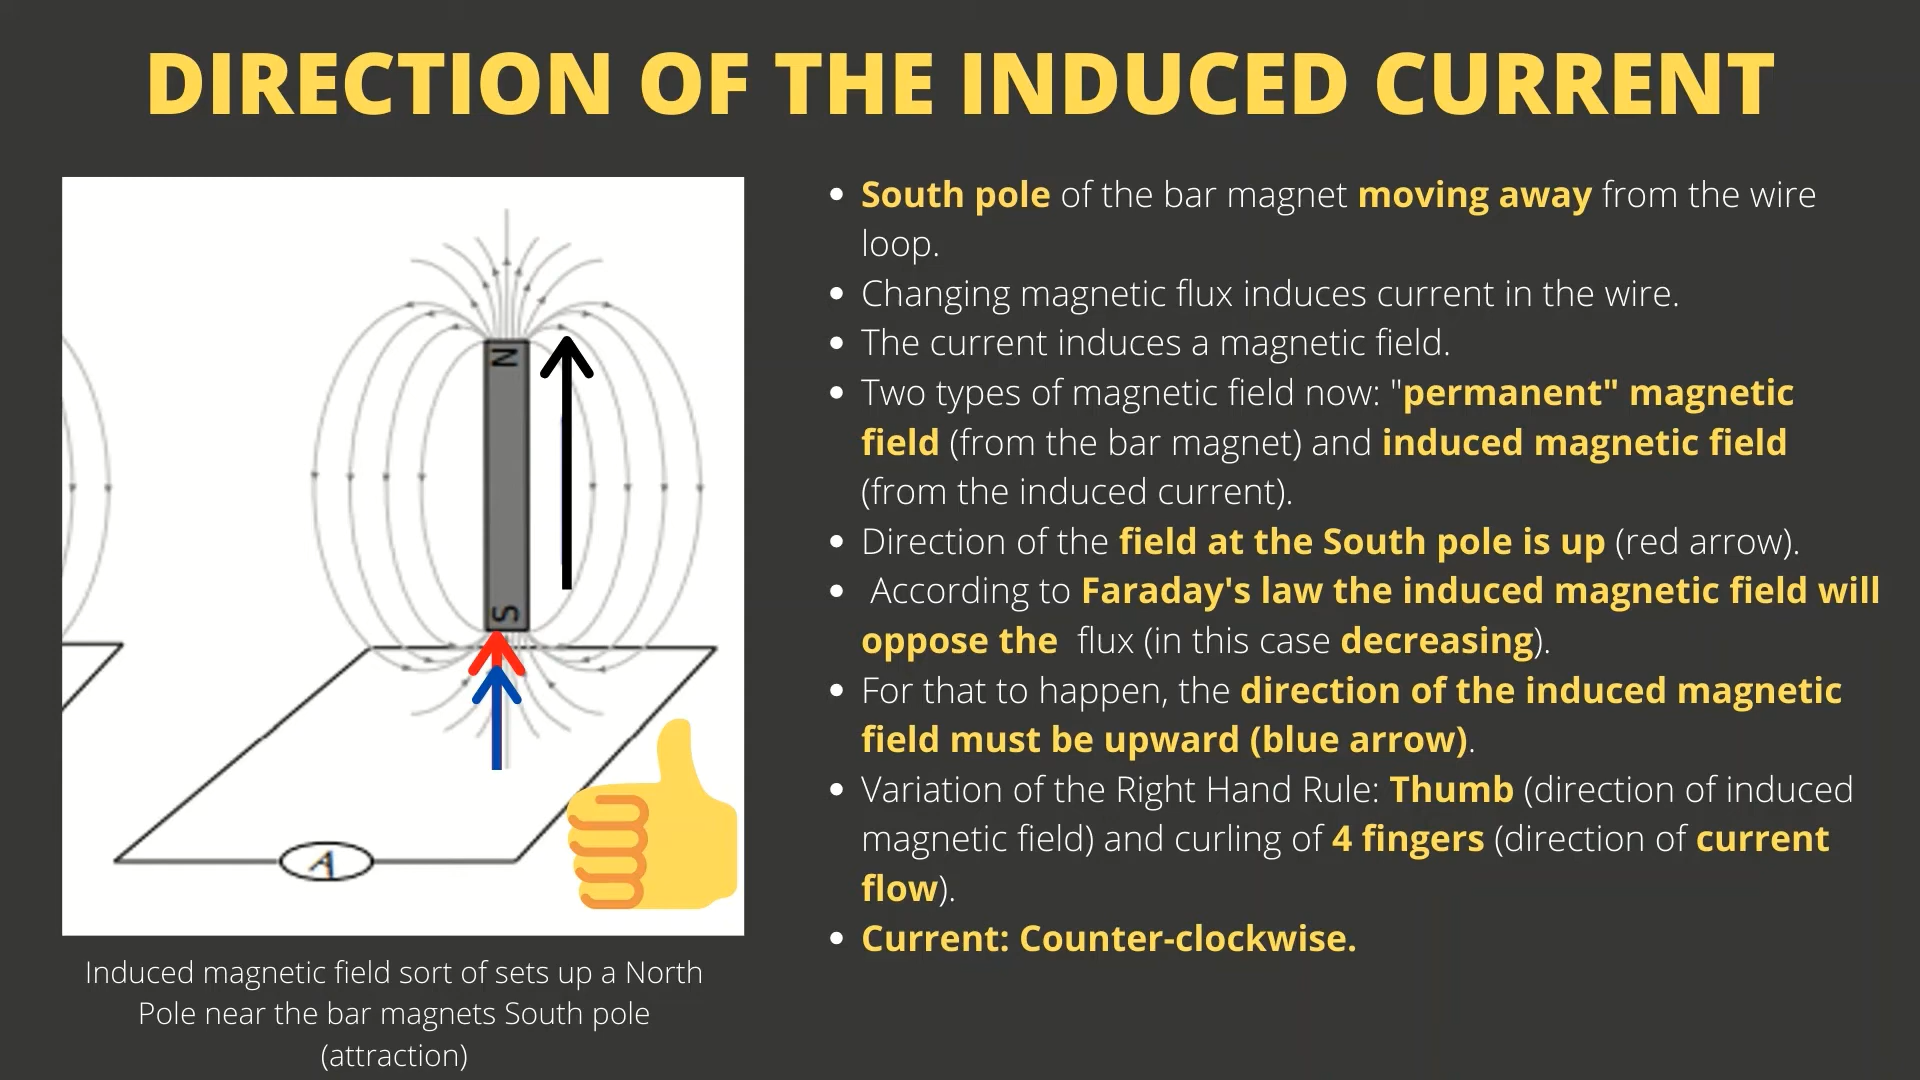 DIRECTION OF THE INDUCED CURRENT
N
S
A
Induced magnetic field sort of sets up a North
Pole near the bar magnets South pole
(attraction)
• South pole of the bar magnet moving away from the wire
loop.
• Changing magnetic flux induces current in the wire.
• The current induces a magnetic field.
• Two types of magnetic field now: "permanent" magnetic
field (from the bar magnet) and induced magnetic field
(from the induced current).
• Direction of the field at the South pole is up (red arrow).
• According to Faraday's law the induced magnetic field will
oppose the flux (in this case decreasing).
• For that to happen, the direction of the induced magnetic
field must be upward (blue arrow).
• Variation of the Right Hand Rule: Thumb (direction of induced
magnetic field) and curling of 4 fingers (direction of current
flow).
• Current: Counter-clockwise.